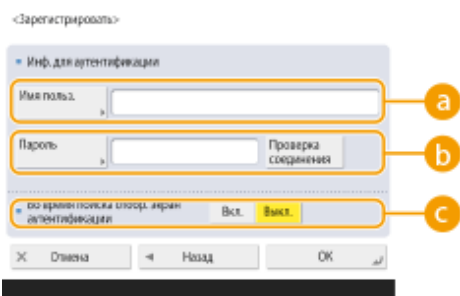 <Зарегистрировать>
Инф. для аутентификации
Имя польз.
a
Пароль
Проверка
соединения
b
Во время поиска отобр. экран
аутентификации
Вкл.
Выкл.
c
Отмена
Назад
OK